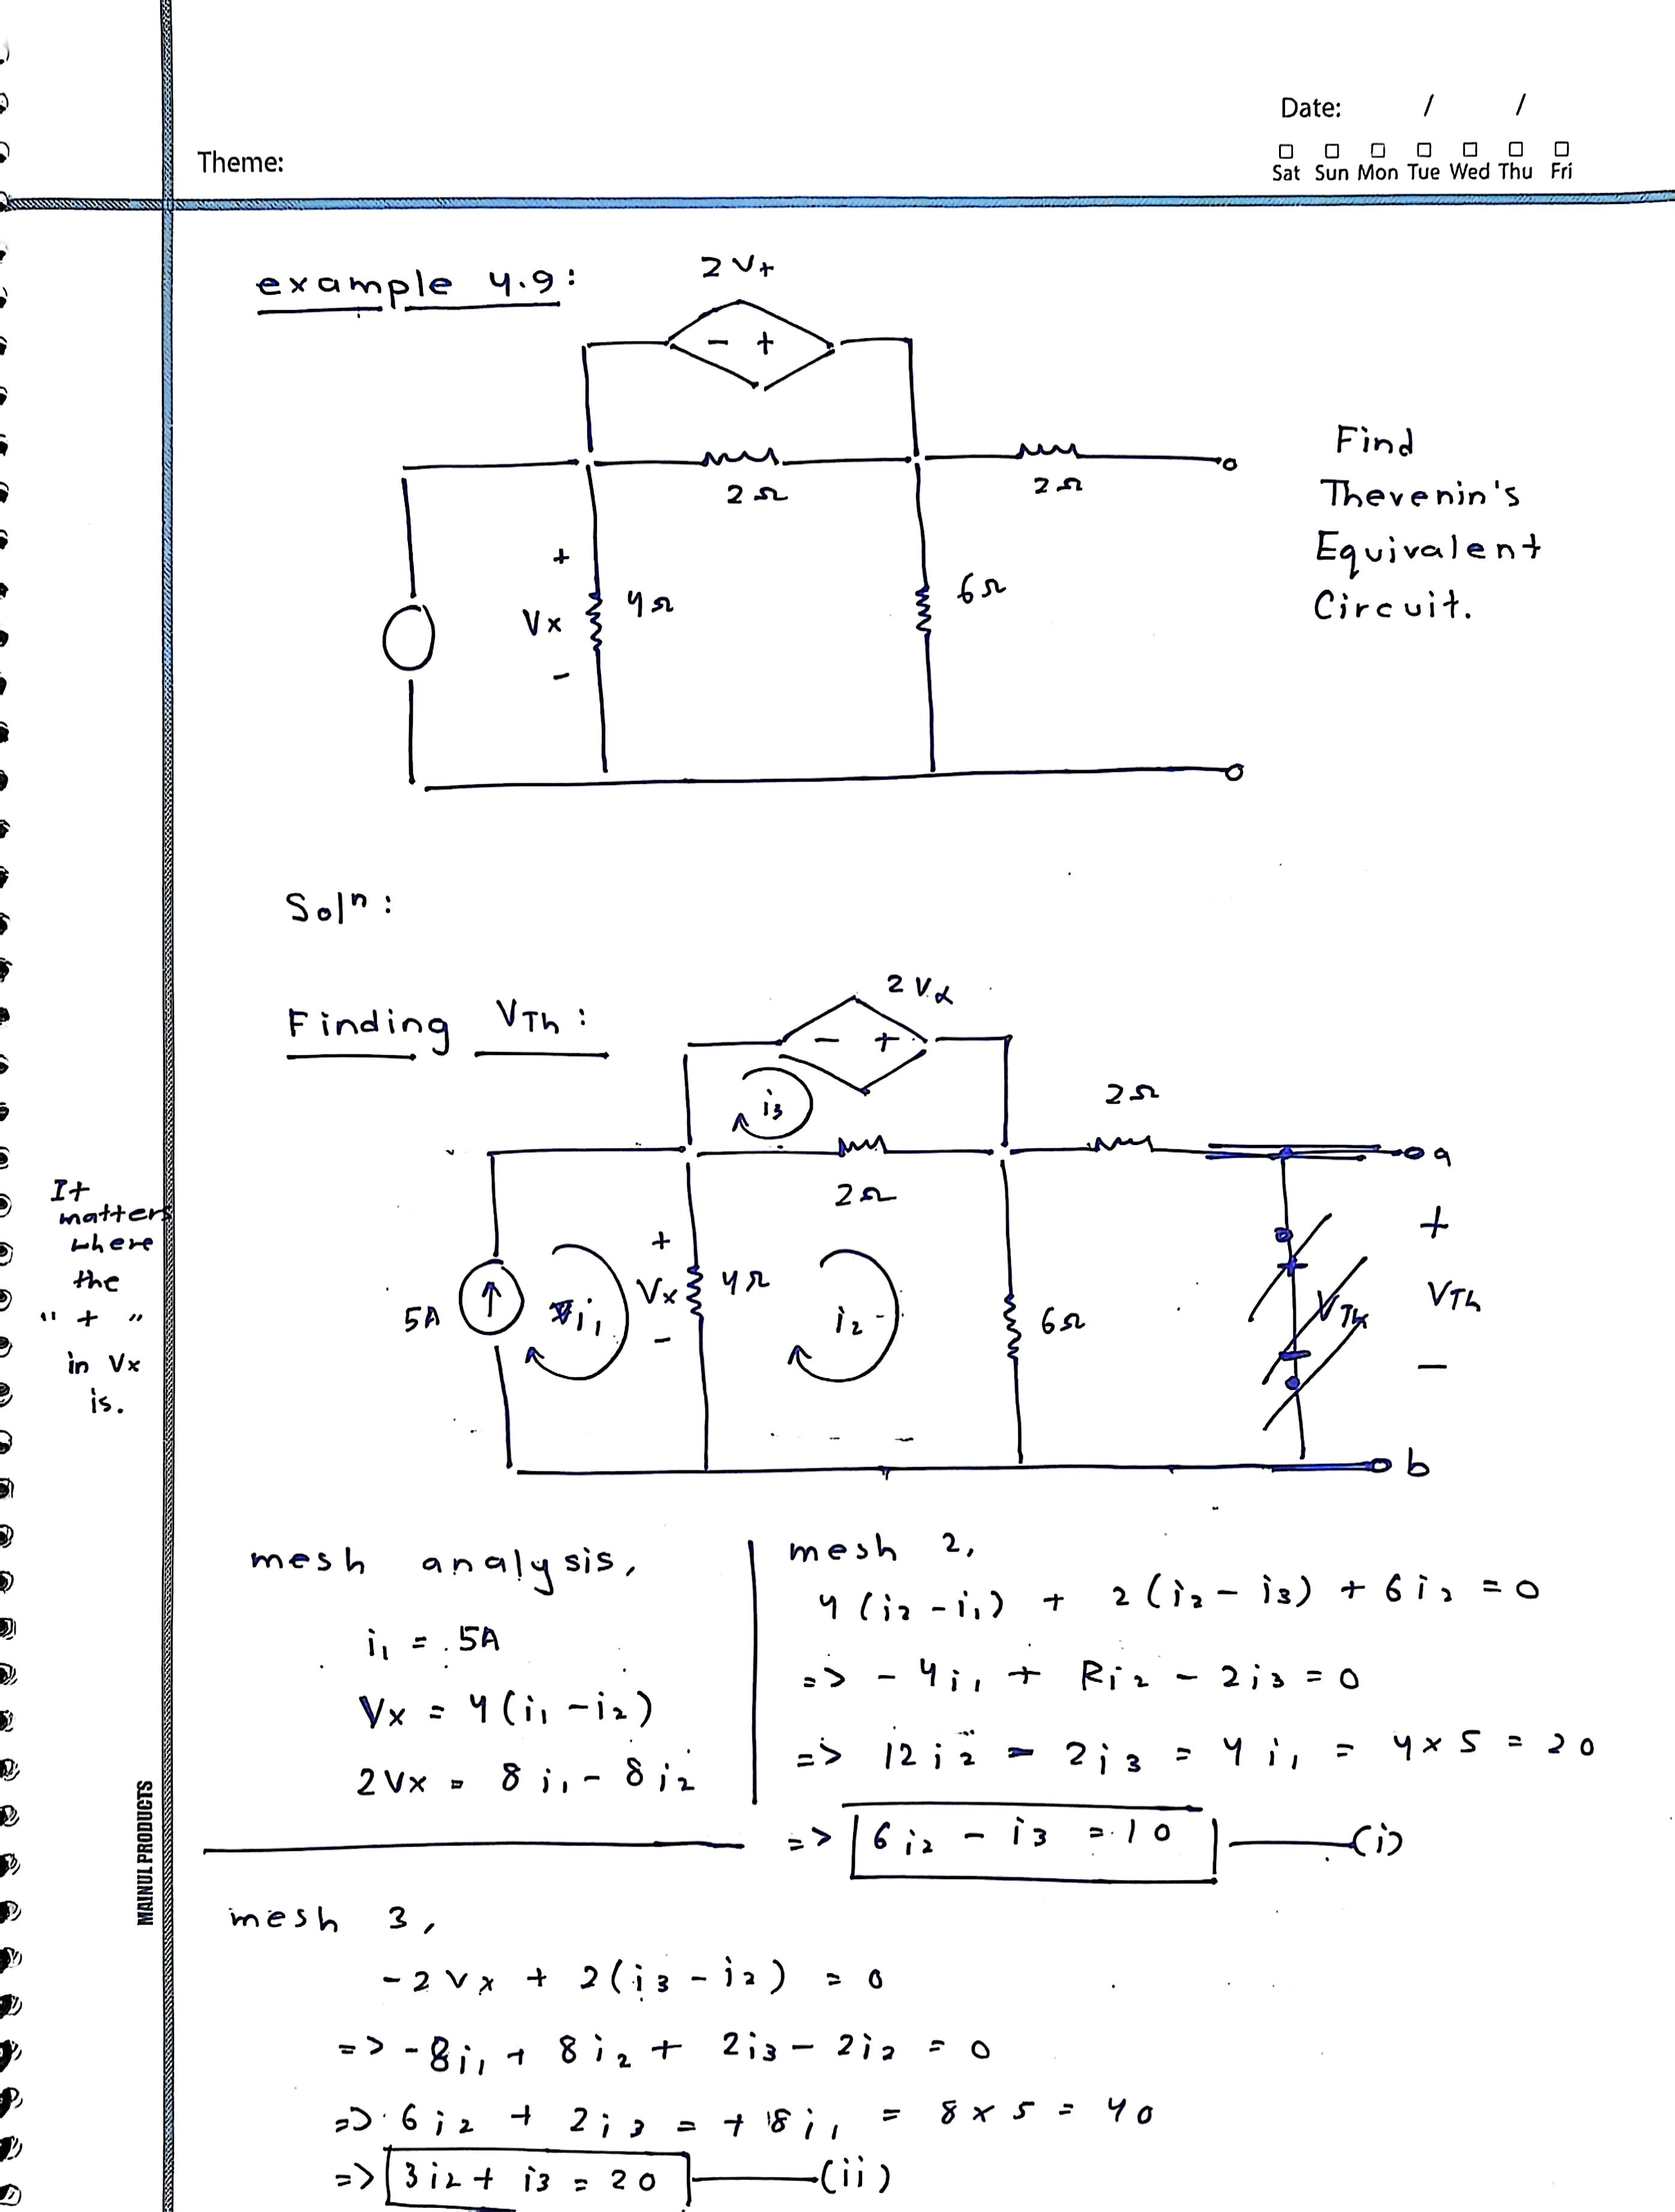 Date: / /
Sat Sun Mon Tue Wed Thu Fri
Theme:
example 4.9:
2 Vx
- +
2Ω
2Ω
+
Vx
-
4Ω
6Ω
Find
Thevenin's
Equivalent
Circuit.
Solⁿ:
Finding VTh:
2 Vx
- +
i3
2Ω
2Ω
a
It
matters
where
the
" + "
in Vx
is.
5A
i1
+
Vx
-
4Ω
i2
6Ω
VTh
+
VTh
-
b
mesh analysis,
i1 = 5A
Vx = 4(i1 - i2)
2Vx = 8i1 - 8i2
mesh 2,
4(i2 - i1) + 2(i2 - i3) + 6i2 = 0
=> - 4i1 + Ri2 - 2i3 = 0
=> 12i2 - 2i3 = 4i1 = 4 x 5 = 20
=> 6i2 - i3 = 10 (i)
mesh 3,
-2Vx + 2(i3 - i2) = 0
=> -8i1 + 8i2 + 2i3 - 2i2 = 0
=> 6i2 + 2i3 = + 8i1 = 8 x 5 = 40
=> 3i2 + i3 = 20 (ii)
MAINUL PRODUCTS